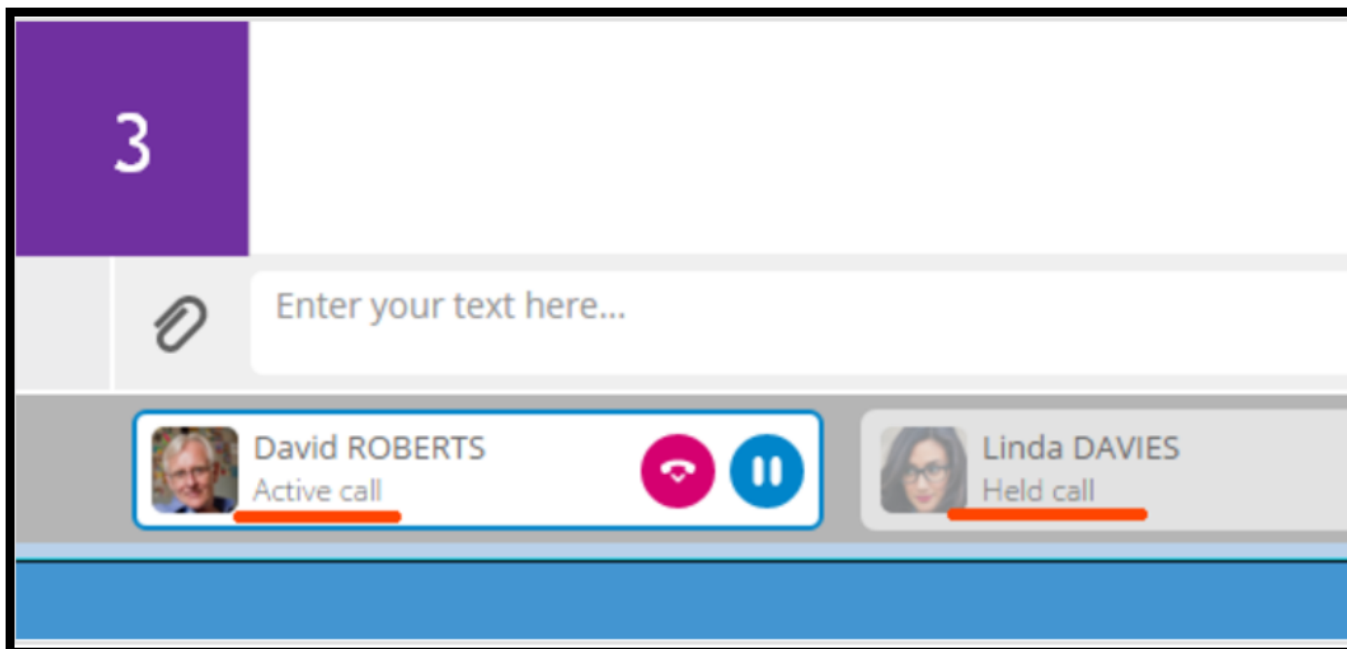 3
Enter your text here...
David ROBERTS
Active call
Linda DAVIES
Held call